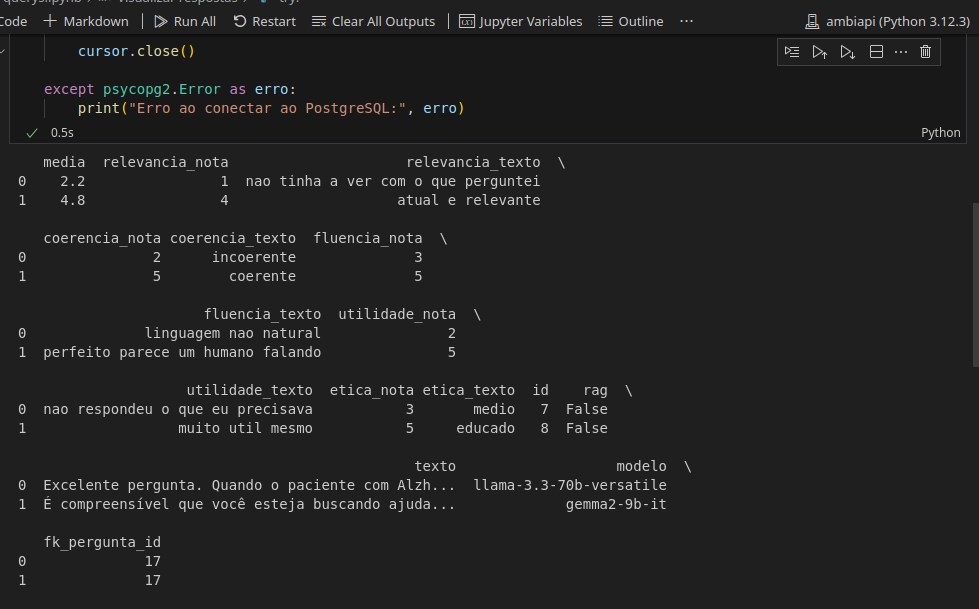 Code + Markdown | Run All Restart Clear All Outputs | Jupyter Variables Outline ··· ambiapi (Python 3.12.3)
cursor.close()
except psycopg2.Error as erro:
print("Erro ao conectar ao PostgreSQL:", erro)
0.5s Python
media relevancia_nota relevancia_texto \
0 2.2 1 nao tinha a ver com o que perguntei
1 4.8 4 atual e relevante
coerencia_nota coerencia_texto fluencia_nota \
0 2 incoerente 3
1 5 coerente 5
fluencia_texto utilidade_nota \
0 linguagem nao natural 2
1 perfeito parece um humano falando 5
utilidade_texto etica_nota etica_texto id rag \
0 nao respondeu o que eu precisava 3 medio 7 False
1 muito util mesmo 5 educado 8 False
texto modelo \
0 Excelente pergunta. Quando o paciente com Alzh... llama-3.3-70b-versatile
1 É compreensível que você esteja buscando ajuda... gemma2-9b-it
fk_pergunta_id
0 17
1 17